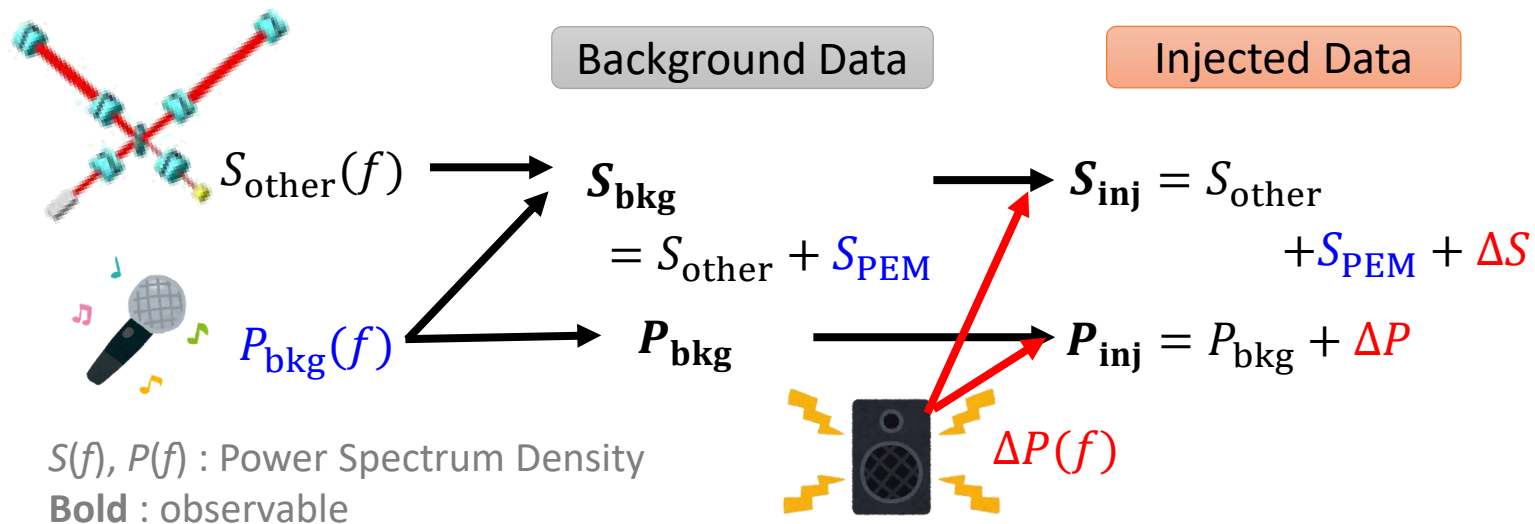 Background Data
Injected Data
S_other(f)
S_bkg
= S_other + S_PEM
S_inj = S_other
+S_PEM + ΔS
P_bkg(f)
P_bkg
P_inj = P_bkg + ΔP
ΔP(f)
S(f), P(f) : Power Spectrum Density
Bold : observable